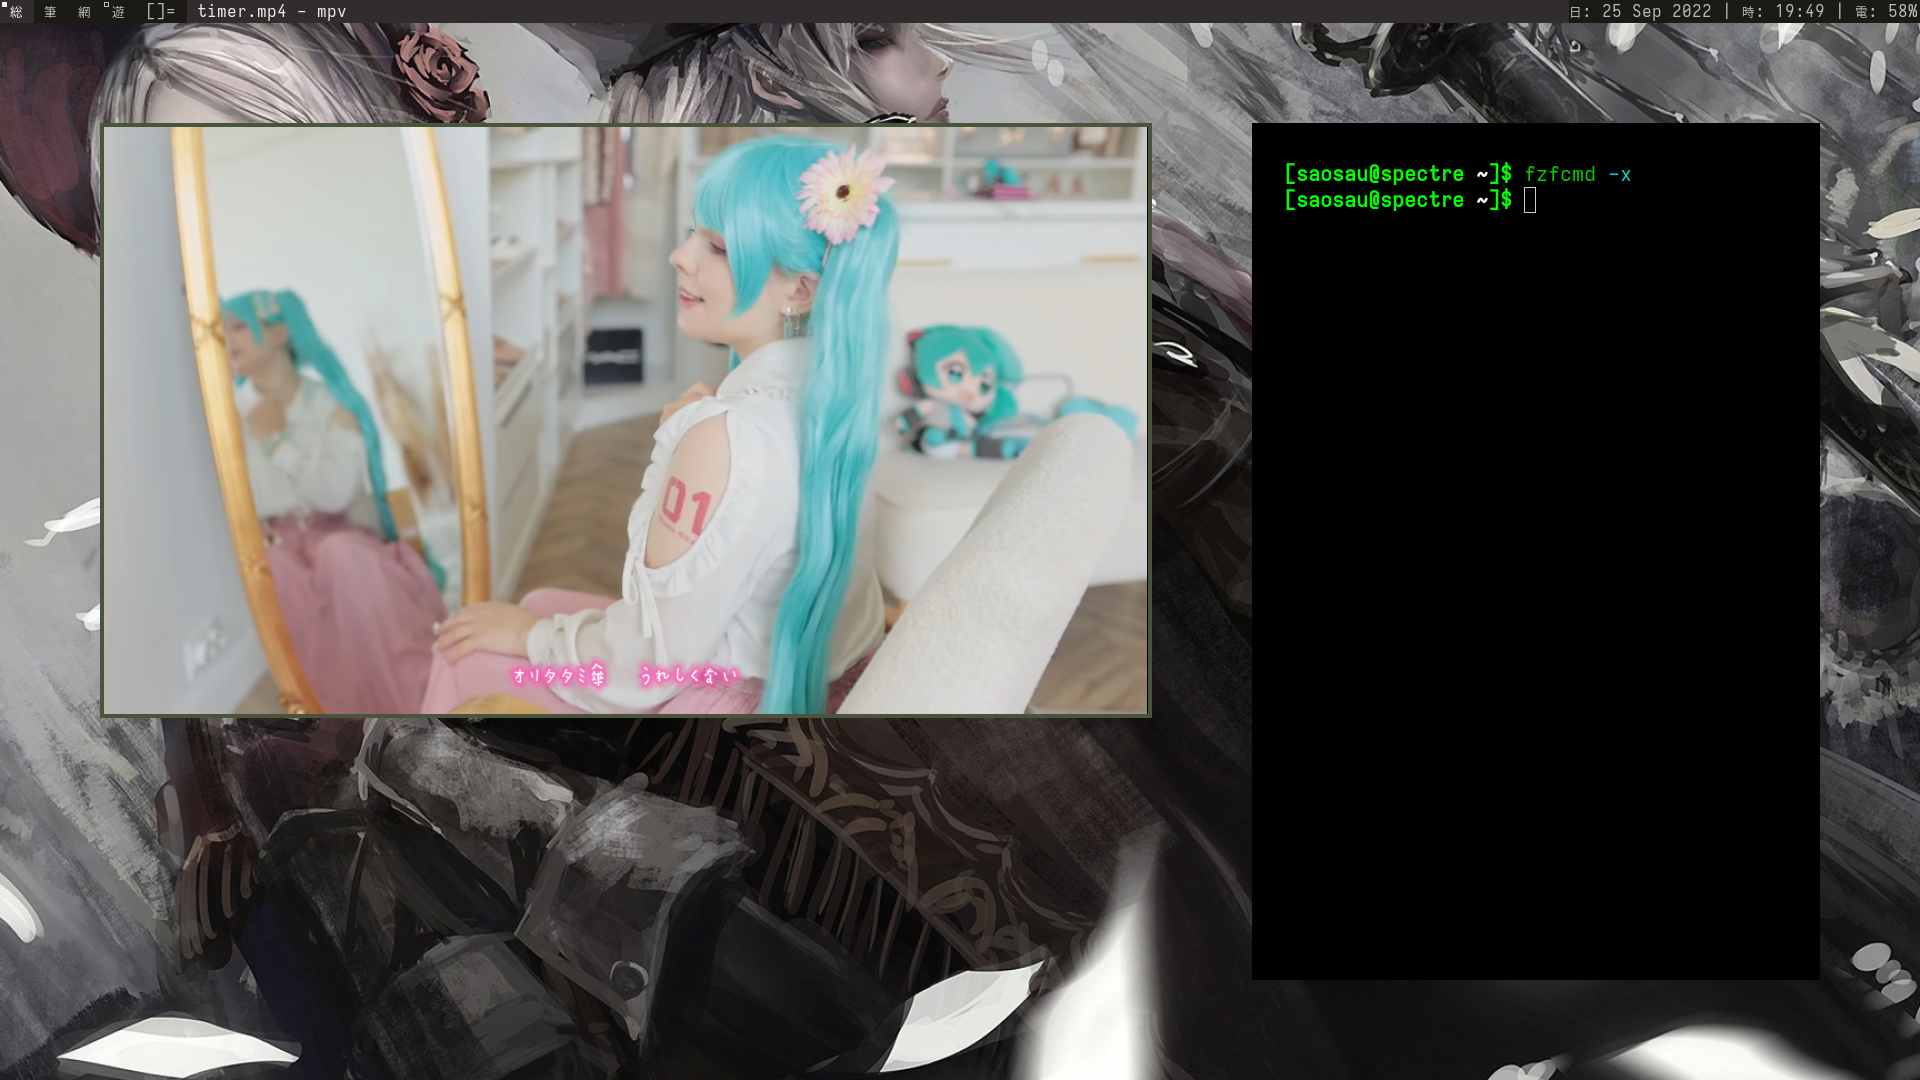 総 筆 網 遊 []= timer.mp4 - mpv
日: 25 Sep 2022 | 時: 19:49 | 電: 58%
[saosau@spectre ~]$ fzfcmd -x
[saosau@spectre ~]$
01
オリタタミ傘 うれしくない